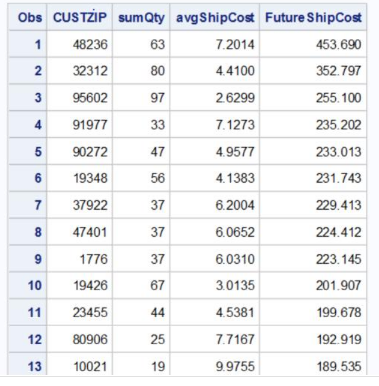 Obs CUSTZIP sumQty avgShipCost FutureShipCost
1 48236 63 7.2014 453.690
2 32312 80 4.4100 352.797
3 95602 97 2.6299 255.100
4 91977 33 7.1273 235.202
5 90272 47 4.9577 233.013
6 19348 56 4.1383 231.743
7 37922 37 6.2004 229.413
8 47401 37 6.0652 224.412
9 1776 37 6.0310 223.145
10 19426 67 3.0135 201.907
11 23455 44 4.5381 199.678
12 80906 25 7.7167 192.919
13 10021 19 9.9755 189.535